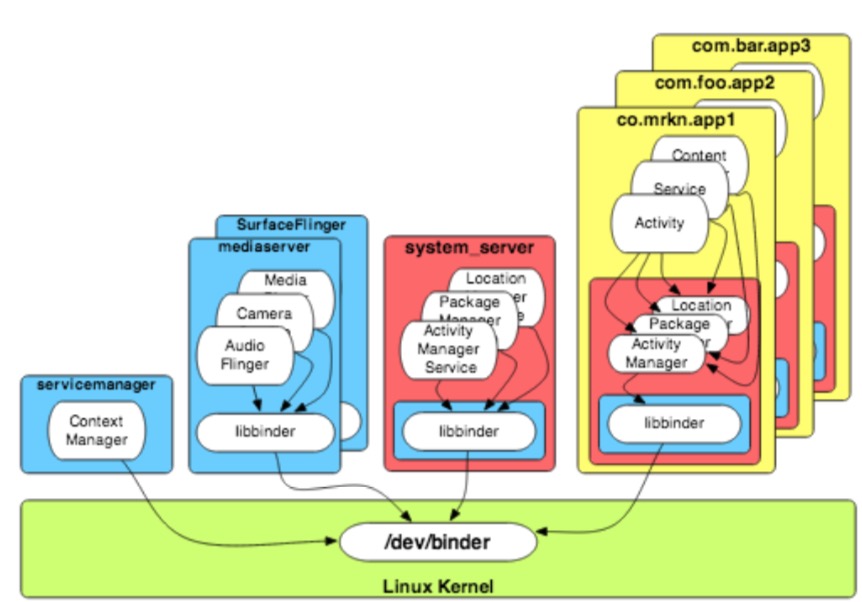 com.bar.app3
com.foo.app2
co.mrkn.app1
Content
Service
Activity
Location
Package
Activity
Manager
libbinder
SurfaceFlinger
mediaserver
Media
Camera
Audio
Flinger
libbinder
system_server
Location
Package
Manager
Activity
Manager
Service
libbinder
servicemanager
Context
Manager
/dev/binder
Linux Kernel